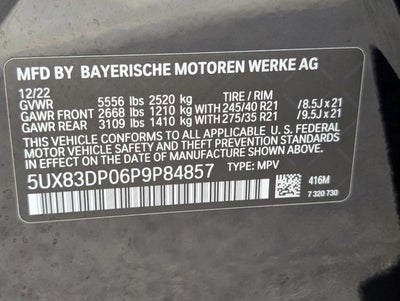 MFD BY BAYERISCHE MOTOREN WERKE AG
12/22 TIRE / RIM
GVWR 5556 lbs 2520 kg
GAWR FRONT 2668 lbs 1210 kg WITH 245/40 R21 /8.5J x 21
GAWR REAR 3109 lbs 1410 kg WITH 275/35 R21 /9.5J x 21
THIS VEHICLE CONFORMS TO ALL APPLICABLE U. S. FEDERAL
MOTOR VEHICLE SAFETY AND THEFT PREVENTION STANDARDS
IN EFFECT ON THE DATE OF MANUFACTURE SHOWN ABOVE.
5UX83DP06P9P84857 TYPE: MPV
416M
7 320 730